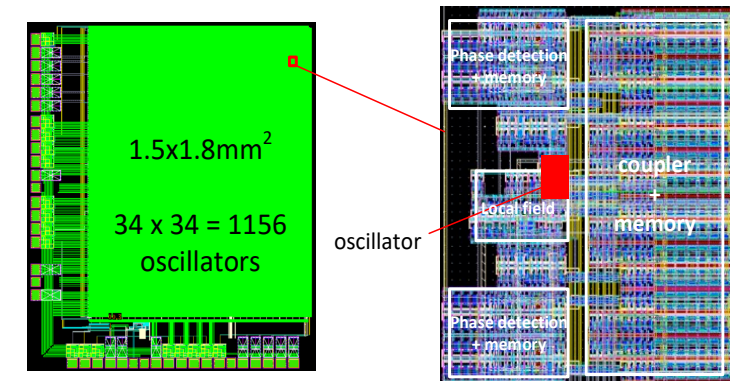 1.5x1.8mm²
34 x 34 = 1156
oscillators
oscillator
Phase detection
+ memory
Local field
Phase detection
+ memory
coupler
+
memory